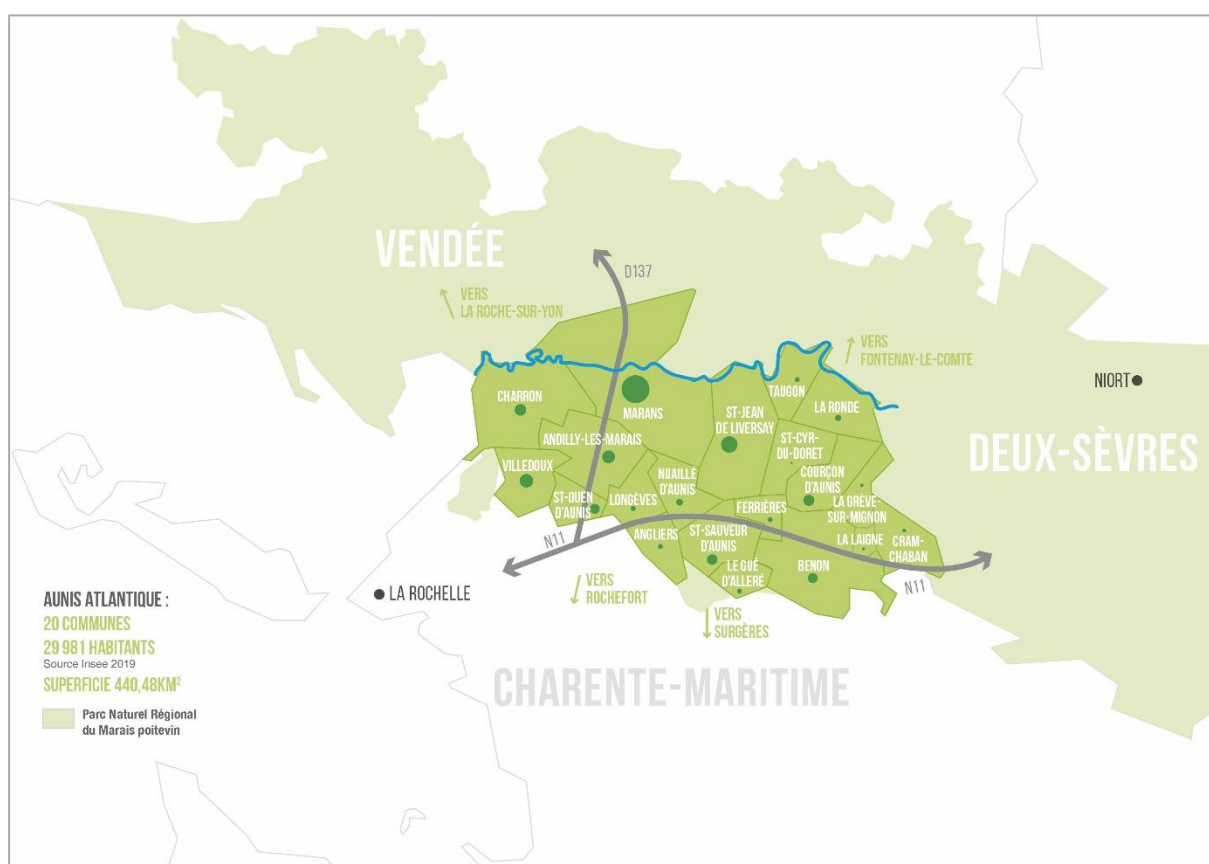 VENDÉE
D137
VERS
LA ROCHE-SUR-YON
VERS
FONTENAY-LE-COMTE
NIORT
TAUGON
CHARRON
MARANS
LA RONDE
ST-JEAN
DE LIVERSAY
ANDILLY-LES-MARAIS
ST-CYR-
DU-DORET
DEUX-SÈVRES
VILLEDOUX
NUAILLÉ
D'AUNIS
COURÇON
D'AUNIS
ST-OUEN
D'AUNIS
LONGÈVES
FERRIÈRES
LA GRÈVE-
SUR-MIGNON
ANGLIERS
ST-SAUVEUR
D'AUNIS
LA LAIGNE
CRAM-
CHABAN
N11
LE GUÉ
D'ALLERÉ
BENON
N11
LA ROCHELLE
VERS
ROCHEFORT
VERS
SURGÈRES
AUNIS ATLANTIQUE :
20 COMMUNES
29 981 HABITANTS
Source Insee 2019
SUPERFICIE 440,48KM²
Parc Naturel Régional
du Marais poitevin
CHARENTE-MARITIME